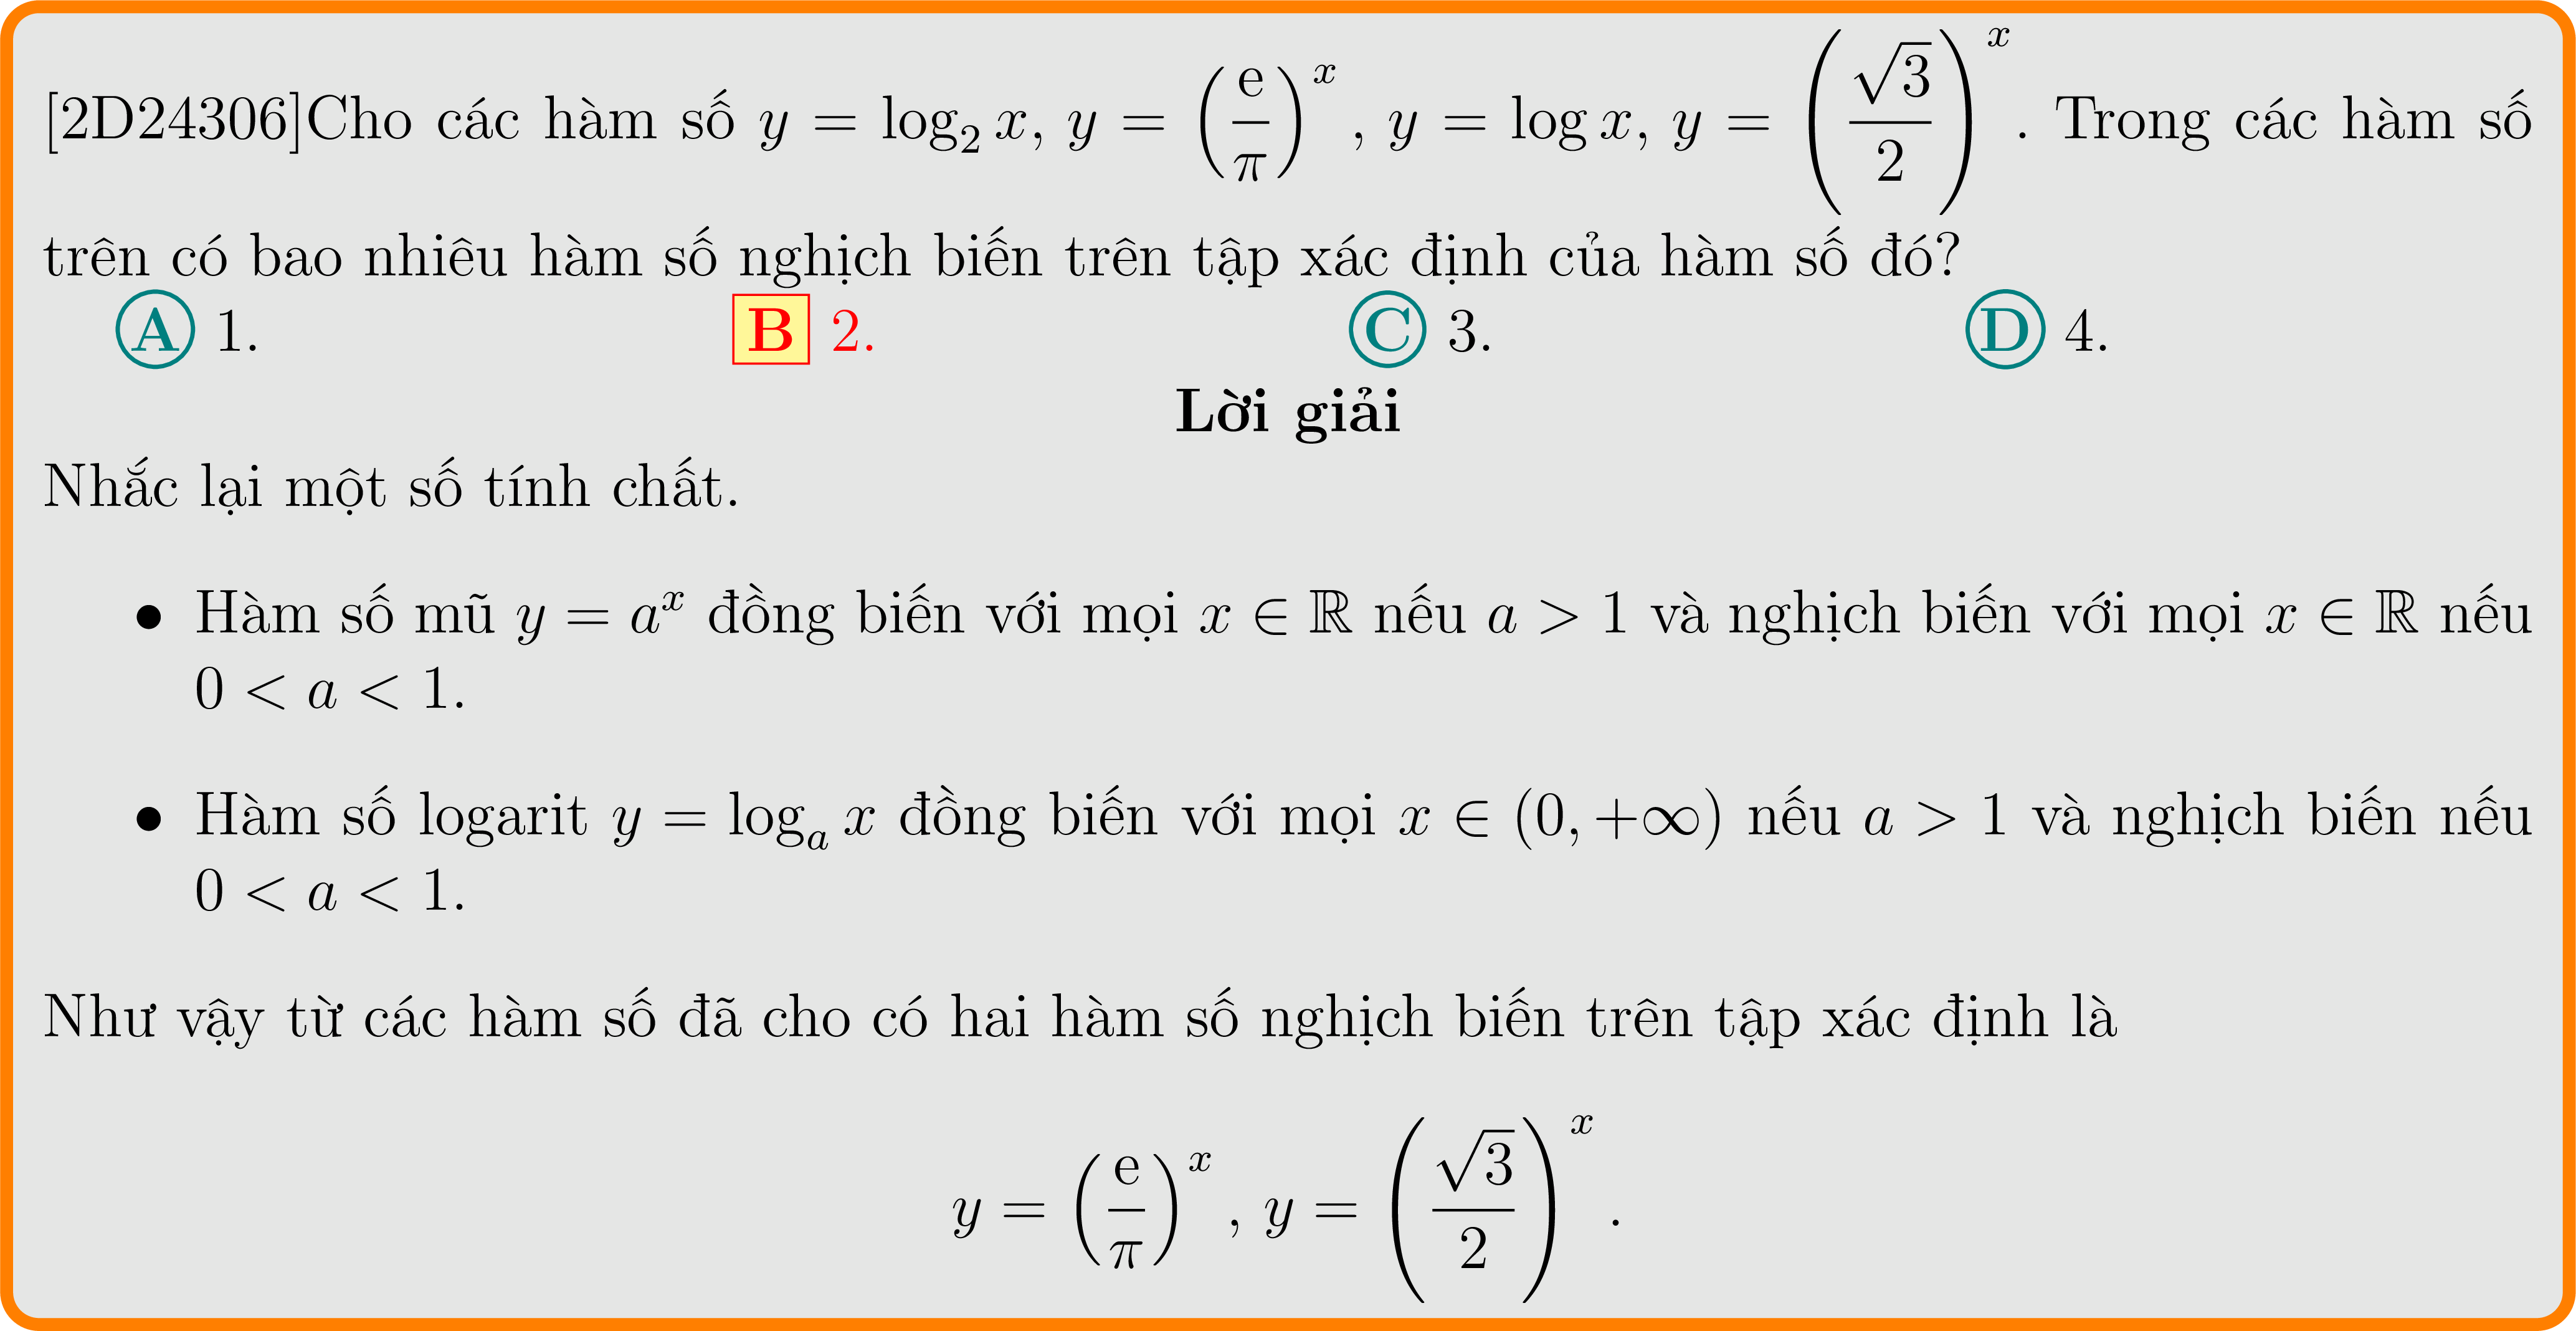 [2D24306]Cho các hàm số $y = \log_2 x$, $y = \left(\dfrac{\mathrm{e}}{\pi}\right)^x$, $y = \log x$, $y = \left(\dfrac{\sqrt{3}}{2}\right)^x$. Trong các hàm số
trên có bao nhiêu hàm số nghịch biến trên tập xác định của hàm số đó?
A 1. B 2. C 3. D 4.
Lời giải
Nhắc lại một số tính chất.
• Hàm số mũ $y = a^x$ đồng biến với mọi $x \in \mathbb{R}$ nếu $a > 1$ và nghịch biến với mọi $x \in \mathbb{R}$ nếu
$0 < a < 1$.
• Hàm số logarit $y = \log_a x$ đồng biến với mọi $x \in (0, +\infty)$ nếu $a > 1$ và nghịch biến nếu
$0 < a < 1$.
Như vậy từ các hàm số đã cho có hai hàm số nghịch biến trên tập xác định là
$y = \left(\dfrac{\mathrm{e}}{\pi}\right)^x$, $y = \left(\dfrac{\sqrt{3}}{2}\right)^x$.